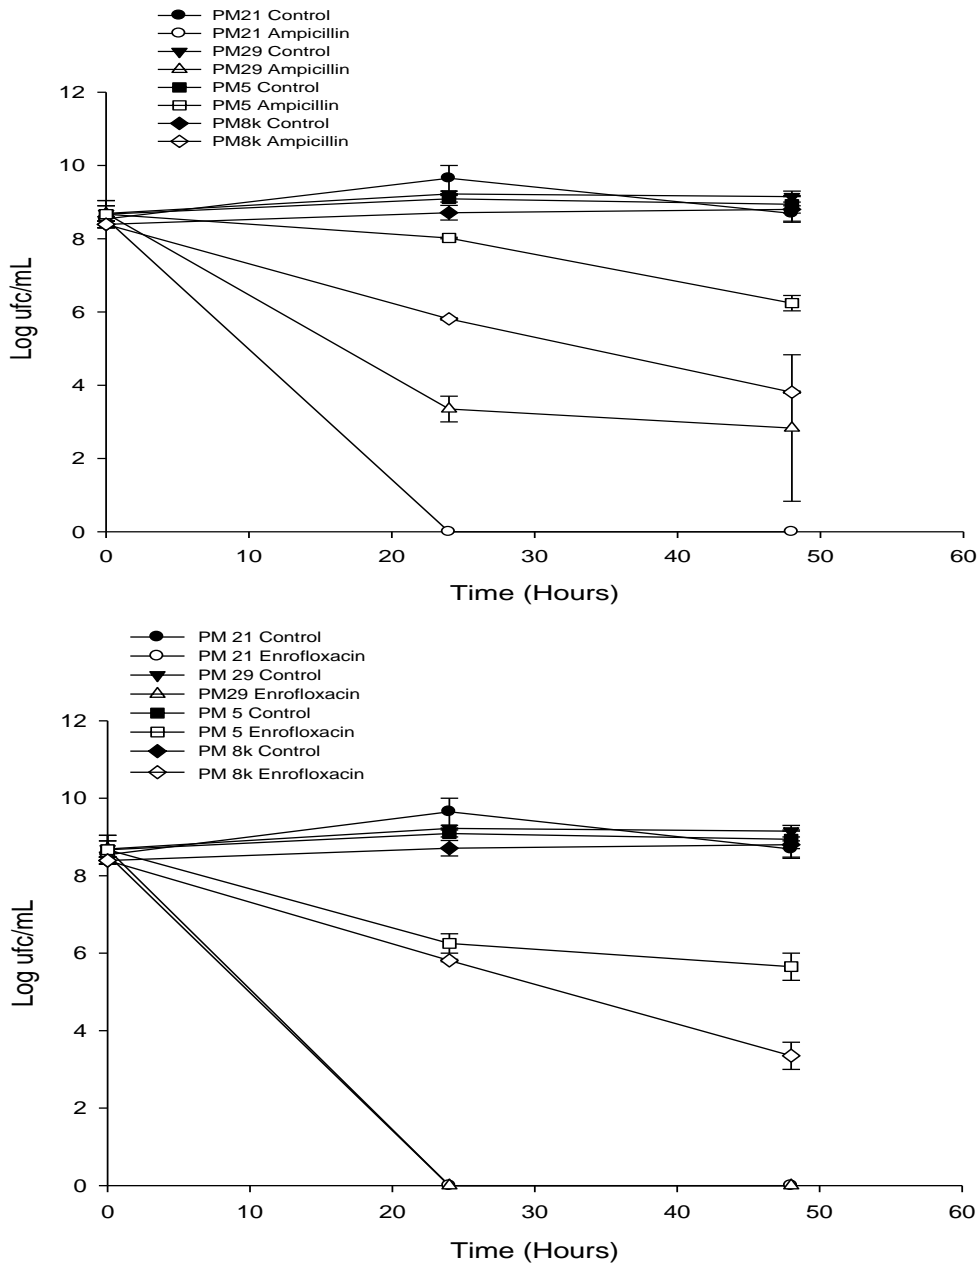 PM21 Control
PM21 Ampicillin
PM29 Control
PM29 Ampicillin
PM5 Control
PM5 Ampicillin
PM8k Control
PM8k Ampicillin
12
10
8
6
4
2
0
Log ufc/mL
0 10 20 30 40 50 60
Time (Hours)
PM 21 Control
PM 21 Enrofloxacin
PM 29 Control
PM29 Enrofloxacin
PM 5 Control
PM 5 Enrofloxacin
PM 8k Control
PM 8k Enrofloxacin
12
10
8
6
4
2
0
Log ufc/mL
0 10 20 30 40 50 60
Time (Hours)